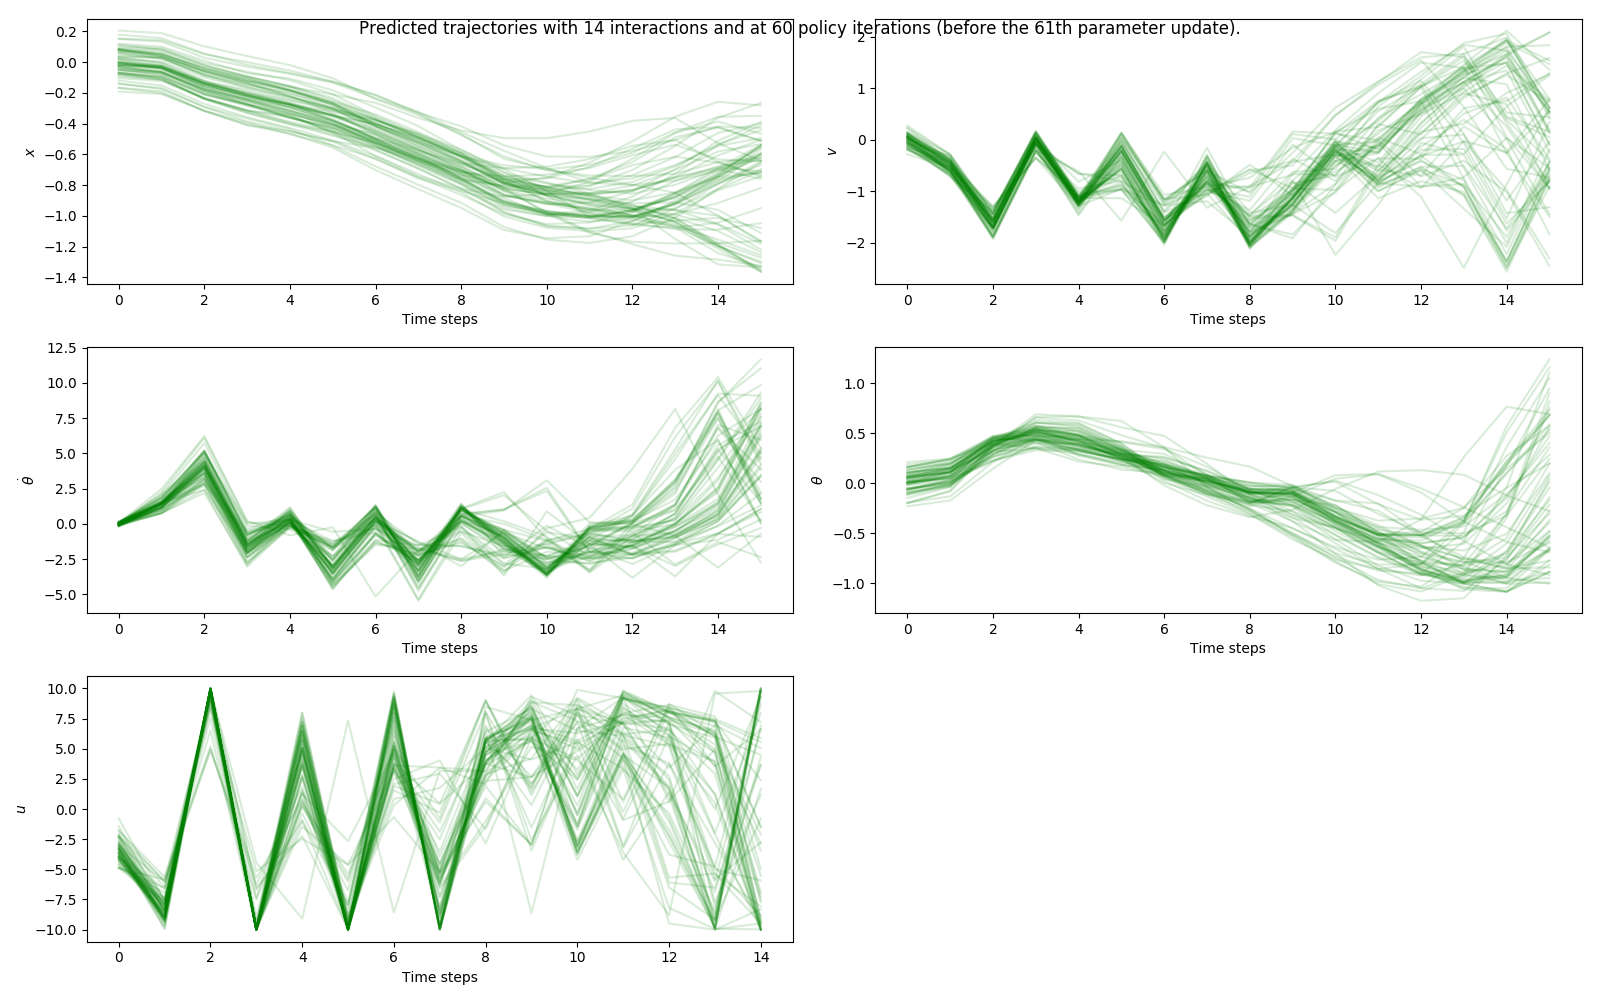 Predicted trajectories with 14 interactions and at 60 policy iterations (before the 61th parameter update).
0.2
0.0
−0.2
−0.4
−0.6
−0.8
−1.0
−1.2
−1.4
x
0 2 4 6 8 10 12 14
Time steps
2
1
0
−1
−2
v
0 2 4 6 8 10 12 14
Time steps
12.5
10.0
7.5
5.0
2.5
0.0
−2.5
−5.0
θ̇
0 2 4 6 8 10 12 14
Time steps
1.0
0.5
0.0
−0.5
−1.0
θ
0 2 4 6 8 10 12 14
Time steps
10.0
7.5
5.0
2.5
0.0
−2.5
−5.0
−7.5
−10.0
u
0 2 4 6 8 10 12 14
Time steps